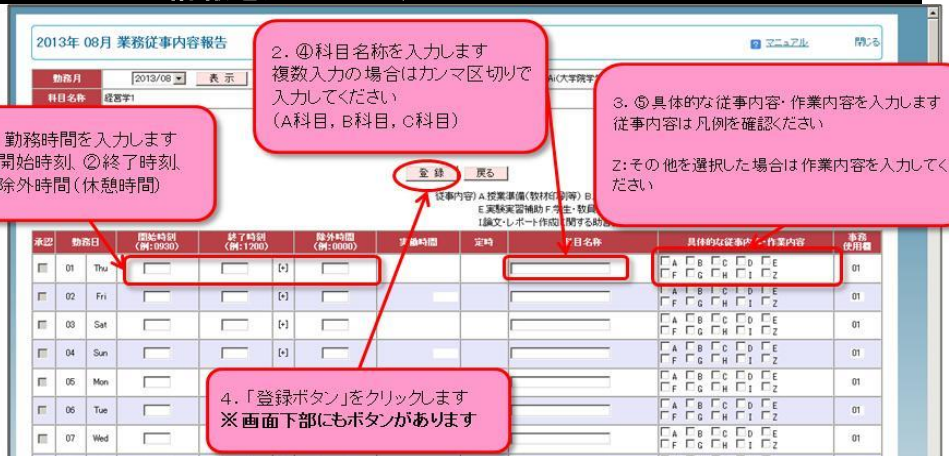 2013年 08月 業務従事内容報告
マニュアル
閉じる
勤務月
2013/08
表 示
科目名称
経営学1
2. ④科目名称を入力します
複数入力の場合はカンマ区切りで
入力してください
(A科目, B科目, C科目)
3. ⑤具体的な従事内容・作業内容を入力します
従事内容は凡例を確認ください
Z:その他を選択した場合は作業内容を入力してく
ださい
勤務時間を入力します
開始時刻、②終了時刻、
除外時間(休憩時間)
登 録
戻る
従事内容) A.授業準備(教材印刷等) B.
E.実験実習補助 F.学生・教員
I.論文・レポート作成に関する助言
承認
勤務日
開始時刻
(例:0930)
終了時刻
(例:1200)
除外時間
(例:0000)
実働時間
定時
科目名称
具体的な従事内容・作業内容
事務
使用欄
01 Thu [+] A B C D E 01
F G H I Z
02 Fri [+] A B C D E 01
F G H I Z
03 Sat [+] A B C D E 01
F G H I Z
04 Sun [+] A B C D E 01
F G H I Z
05 Mon A B C D E 01
F G H I Z
06 Tue A B C D E 01
F G H I Z
07 Wed A B C D E 01
F G H I Z
4.「登録ボタン」をクリックします
※画面下部にもボタンがあります